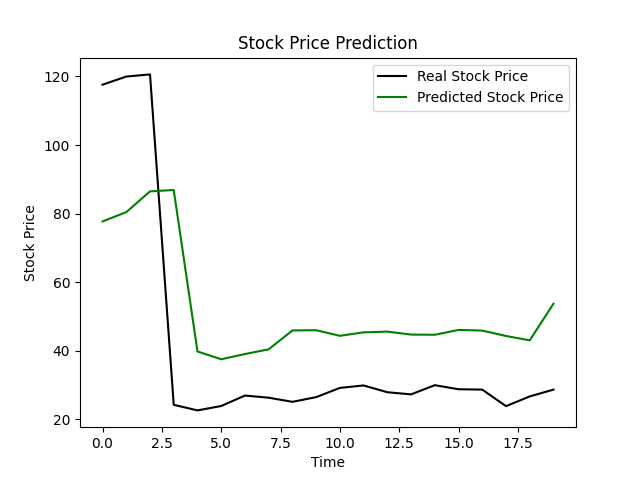 Stock Price Prediction
Real Stock Price
Predicted Stock Price
Stock Price
120
100
80
60
40
20
0.0 2.5 5.0 7.5 10.0 12.5 15.0 17.5
Time